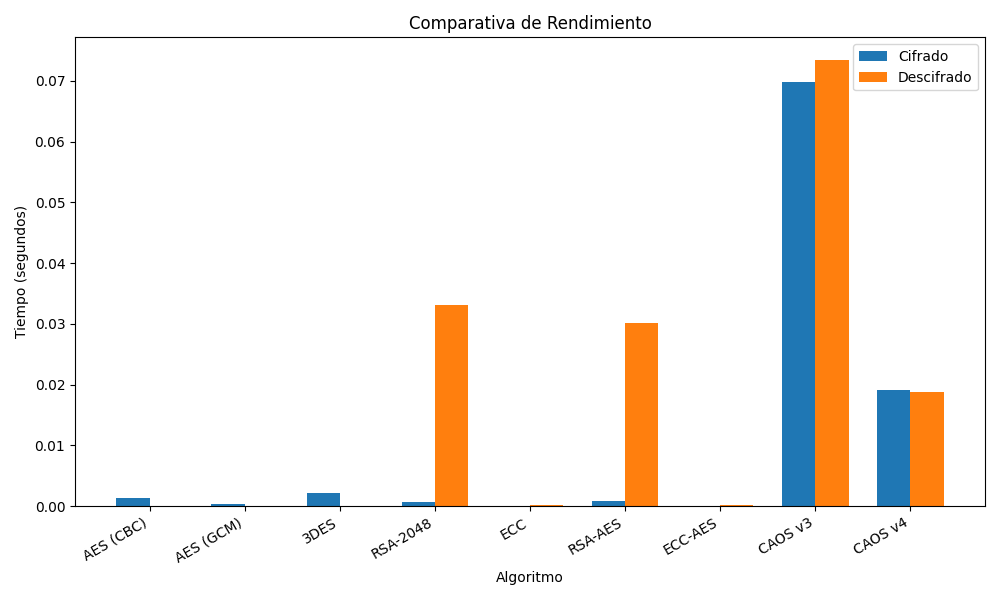 Comparativa de Rendimiento
Cifrado
Descifrado
Tiempo (segundos)
0.07
0.06
0.05
0.04
0.03
0.02
0.01
0.00
AES (CBC)
AES (GCM)
3DES
RSA-2048
ECC
RSA-AES
ECC-AES
CAOS v3
CAOS v4
Algoritmo